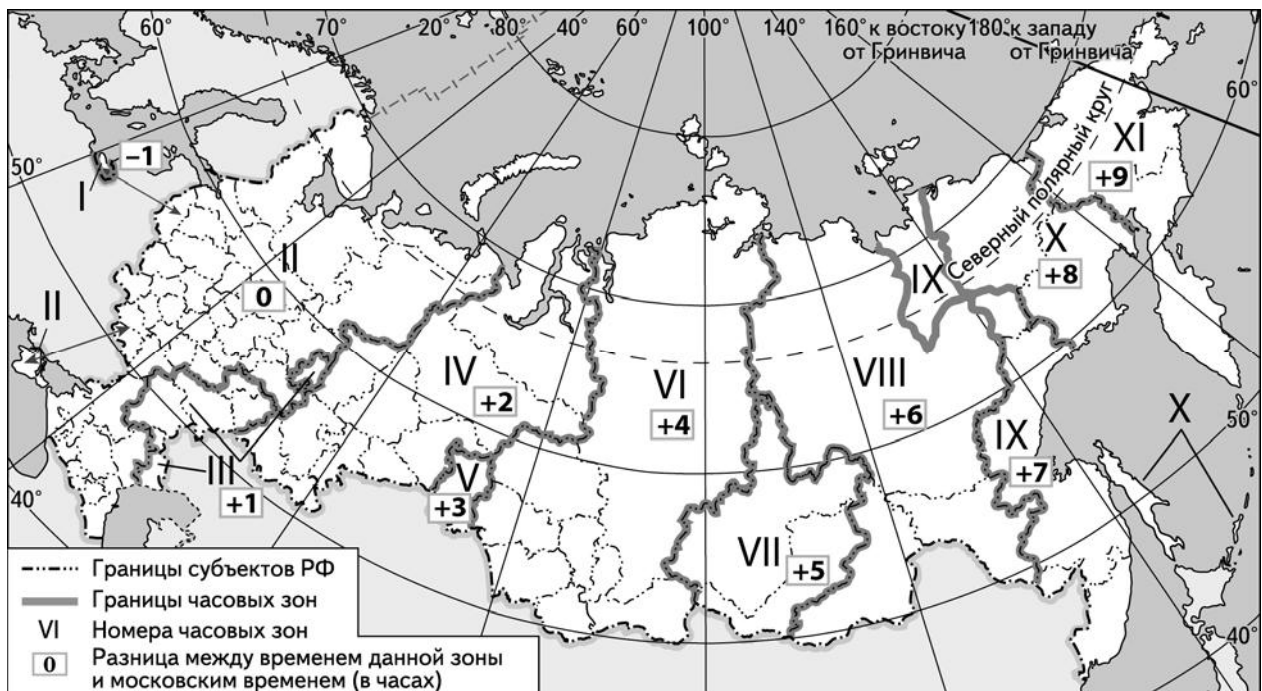 60° 70° 20° 40° 60° 80° 100° 120° 140° 160° к востоку 180° к западу
от Гринвича от Гринвича
60°
50°
-1
I
Северный полярный круг
XI
+9
II
0
X
+8
IX
II
IV
+2
VI
+4
VIII
+6
X
50°
IX
+7
V
+3
III
+1
40°
VII
+5
40°
Границы субъектов РФ
Границы часовых зон
VI Номера часовых зон
0 Разница между временем данной зоны
и московским временем (в часах)